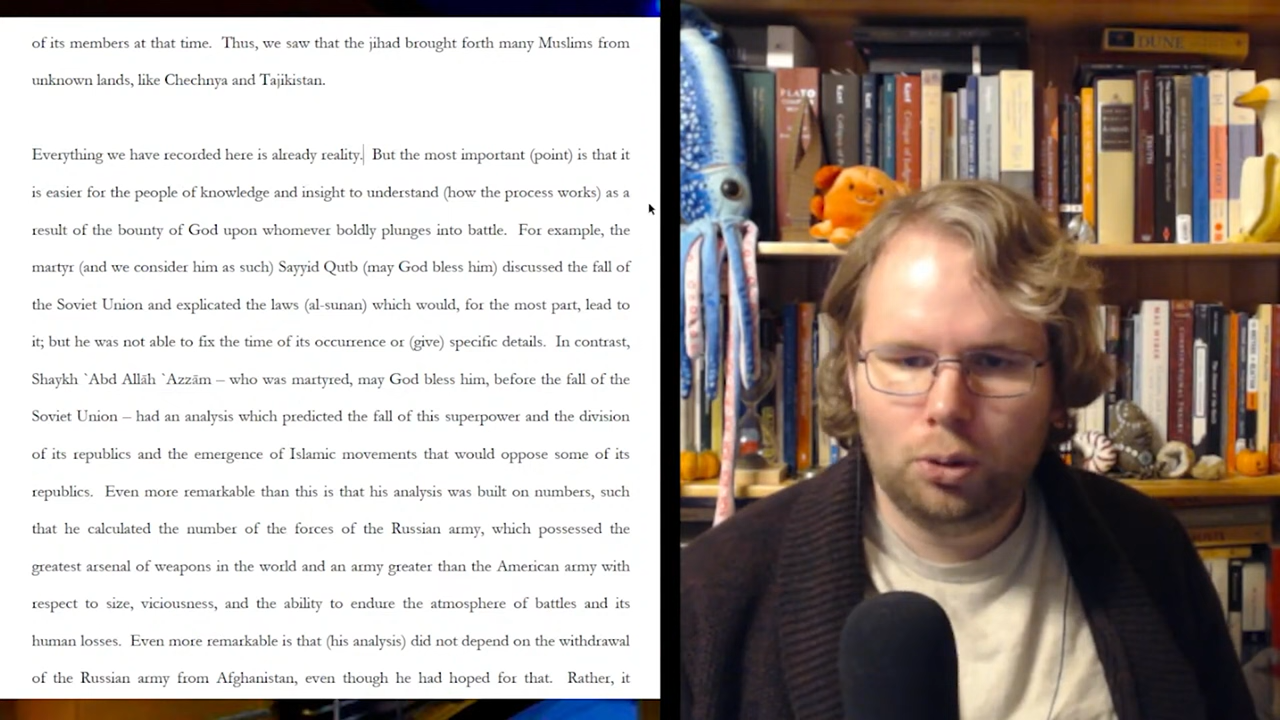 of its members at that time. Thus, we saw that the jihad brought forth many Muslims from
unknown lands, like Chechnya and Tajikistan.
Everything we have recorded here is already reality. But the most important (point) is that it
is easier for the people of knowledge and insight to understand (how the process works) as a
result of the bounty of God upon whomever boldly plunges into battle. For example, the
martyr (and we consider him as such) Sayyid Qutb (may God bless him) discussed the fall of
the Soviet Union and explicated the laws (al-sunan) which would, for the most part, lead to
it; but he was not able to fix the time of its occurrence or (give) specific details. In contrast,
Shaykh `Abd Allāh `Azzām – who was martyred, may God bless him, before the fall of the
Soviet Union – had an analysis which predicted the fall of this superpower and the division
of its republics and the emergence of Islamic movements that would oppose some of its
republics. Even more remarkable than this is that his analysis was built on numbers, such
that he calculated the number of the forces of the Russian army, which possessed the
greatest arsenal of weapons in the world and an army greater than the American army with
respect to size, viciousness, and the ability to endure the atmosphere of battles and its
human losses. Even more remarkable is that (his analysis) did not depend on the withdrawal
of the Russian army from Afghanistan, even though he had hoped for that. Rather, it
DUNE
PLATO
Kant
Kant